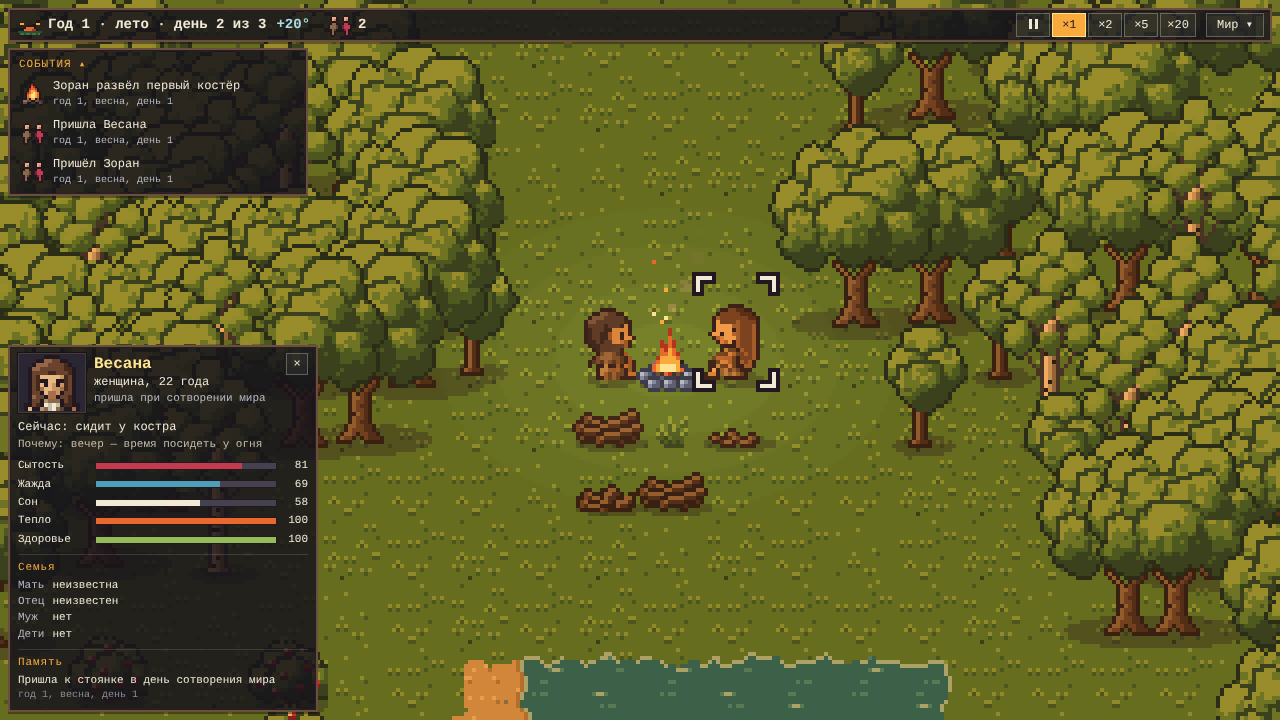 Год 1 · лето · день 2 из 3 +20° 2
×1 ×2 ×5 ×20 Мир ▾
СОБЫТИЯ ▴
Зоран развёл первый костёр
год 1, весна, день 1
Пришла Весана
год 1, весна, день 1
Пришёл Зоран
год 1, весна, день 1
Весана ×
женщина, 22 года
пришла при сотворении мира
Сейчас: сидит у костра
Почему: вечер — время посидеть у огня
Сытость 81
Жажда 69
Сон 58
Тепло 100
Здоровье 100
Семья
Мать неизвестна
Отец неизвестен
Муж нет
Дети нет
Память
Пришла к стоянке в день сотворения мира
год 1, весна, день 1